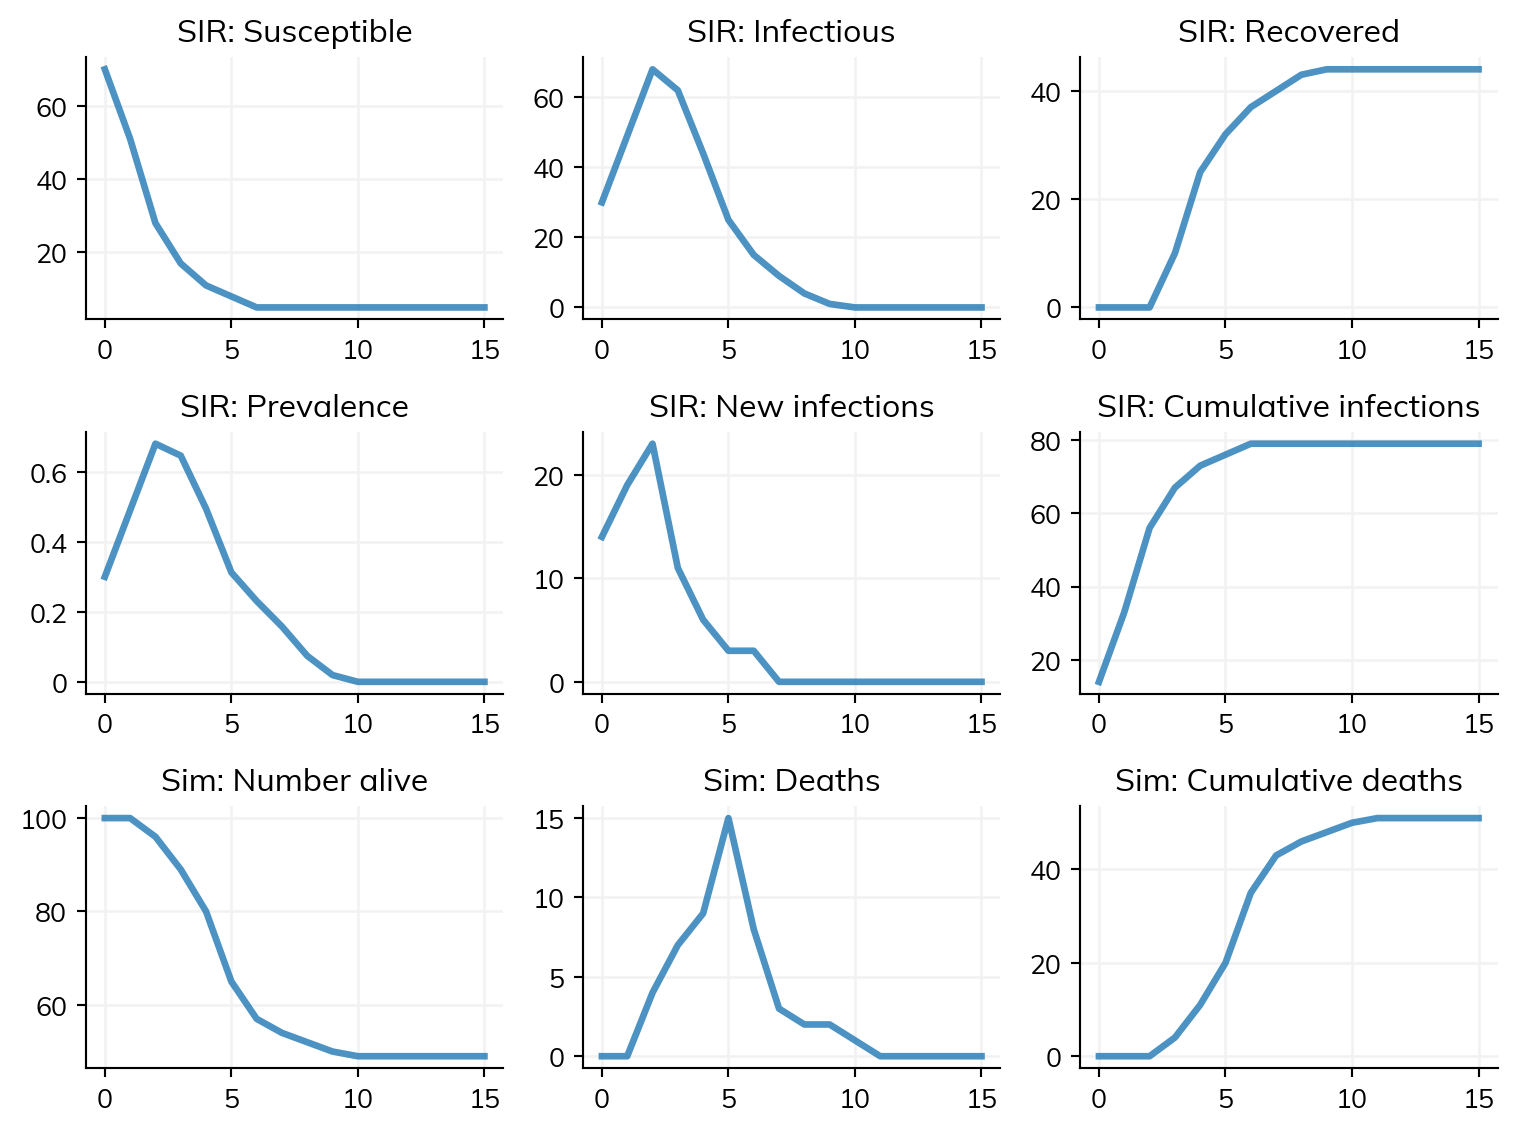 SIR: Susceptible
60
40
20
0 5 10 15
SIR: Infectious
60
40
20
0
0 5 10 15
SIR: Recovered
40
20
0
0 5 10 15
SIR: Prevalence
0.6
0.4
0.2
0
0 5 10 15
SIR: New infections
20
10
0
0 5 10 15
SIR: Cumulative infections
80
60
40
20
0 5 10 15
Sim: Number alive
100
80
60
0 5 10 15
Sim: Deaths
15
10
5
0
0 5 10 15
Sim: Cumulative deaths
40
20
0
0 5 10 15